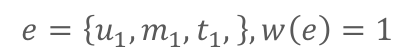 e = {u₁, m₁, t₁, }, w(e) = 1